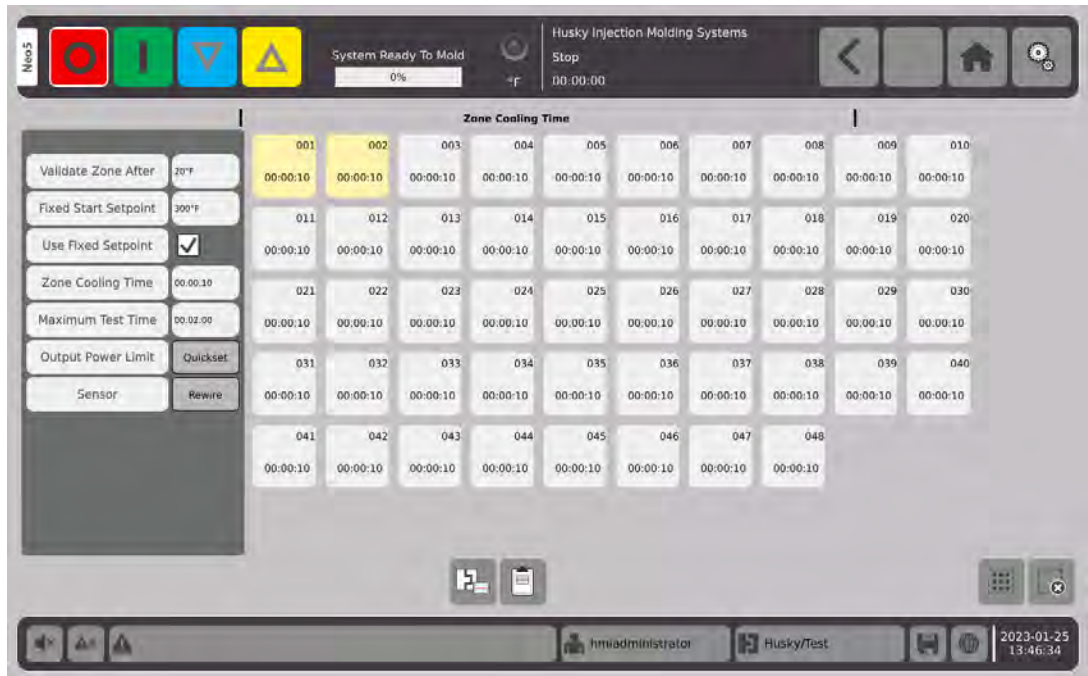 Neo5
System Ready To Mold
0%
°F
Husky Injection Molding Systems
Stop
00:00:00
Zone Cooling Time
Validate Zone After 20°F
Fixed Start Setpoint 300°F
Use Fixed Setpoint
Zone Cooling Time 00:00:10
Maximum Test Time 00:02:00
Output Power Limit Quickset
Sensor Rewire
001 002 003 004 005 006 007 008 009 010
00:00:10 00:00:10 00:00:10 00:00:10 00:00:10 00:00:10 00:00:10 00:00:10 00:00:10 00:00:10
011 012 013 014 015 016 017 018 019 020
00:00:10 00:00:10 00:00:10 00:00:10 00:00:10 00:00:10 00:00:10 00:00:10 00:00:10 00:00:10
021 022 023 024 025 026 027 028 029 030
00:00:10 00:00:10 00:00:10 00:00:10 00:00:10 00:00:10 00:00:10 00:00:10 00:00:10 00:00:10
031 032 033 034 035 036 037 038 039 040
00:00:10 00:00:10 00:00:10 00:00:10 00:00:10 00:00:10 00:00:10 00:00:10 00:00:10 00:00:10
041 042 043 044 045 046 047 048
00:00:10 00:00:10 00:00:10 00:00:10 00:00:10 00:00:10 00:00:10 00:00:10
hmiadministrator
Husky/Test
2023-01-25
13:46:34